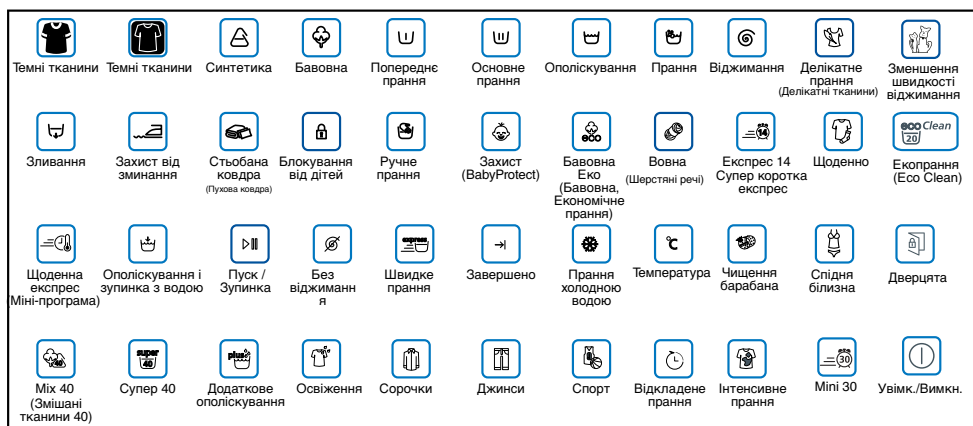 Темні тканини
Темні тканини
Синтетика
Бавовна
Попереднє
прання
Основне
прання
Ополіскування
Прання
Віджимання
Делікатне
прання
(Делікатні тканини)
Зменшення
швидкості
віджимання
Зливання
Захист від
зминання
Стьобана
ковдра
(Пухова ковдра)
Блокування
від дітей
Ручне
прання
Захист
(BabyProtect)
eco
Бавовна
Еко
(Бавовна,
Економічне
прання)
Вовна
(Шерстяні речі)
14
Експрес 14
Супер коротка
експрес
Щоденно
eco Clean
20
Екопрання
(Eco Clean)
Щоденна
експрес
(Міні-програма)
Ополіскування і
зупинка з водою
Пуск /
Зупинка
Без
віджиманн
я
express
Швидке
прання
Завершено
Прання
холодною
водою
°C
Температура
Чищення
барабана
Спідня
білизна
Дверцята
40
Mix 40
(Змішані
тканини 40)
super
40
Супер 40
plus
Додаткове
ополіскування
Освіження
Сорочки
Джинси
Спорт
Відкладене
прання
Інтенсивне
прання
30
Mini 30
Увімк./Вимкн.